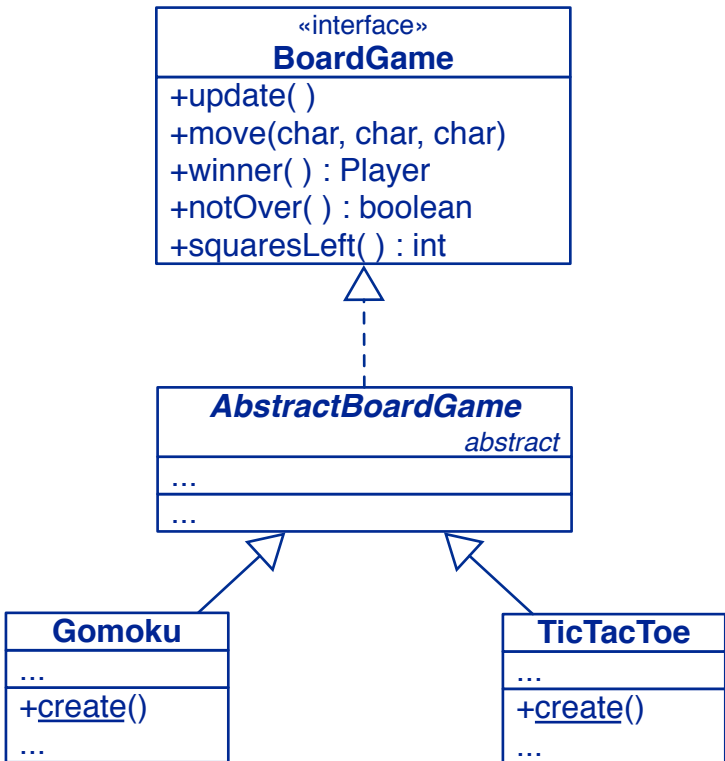 «interface»
BoardGame
+update( )
+move(char, char, char)
+winner( ) : Player
+notOver( ) : boolean
+squaresLeft( ) : int
AbstractBoardGame
abstract
...
...
Gomoku
...
+create()
...
TicTacToe
...
+create()
...